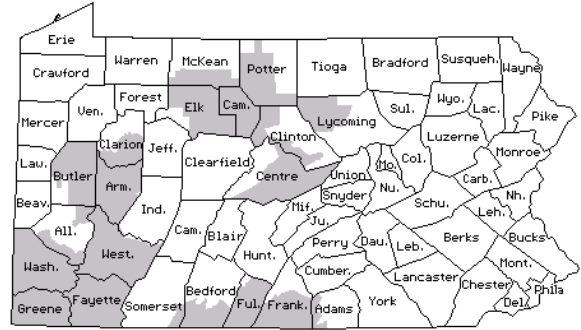 Erie
Crawford
Warren
McKean
Potter
Tioga
Bradford
Susqueh.
Wayne
Mercer
Ven.
Forest
Elk
Cam.
Clinton
Lycoming
Sul.
Wyo.
Lac.
Pike
Law.
Butler
Clarion
Jeff.
Clearfield
Centre
Union
Snyder
Mo.
Nu.
Col.
Luzerne
Monroe
Carb.
Beav.
All.
Arm.
Ind.
Cam.
Blair
Hunt.
Mif.
Ju.
Perry
Dau.
Leb.
Schu.
Berks
Leh.
Nh.
Bucks
Mont.
Wash.
West.
Cumber.
Lancaster
Chester
Phila
Del.
Greene
Fayette
Somerset
Bedford
Ful.
Frank.
Adams
York